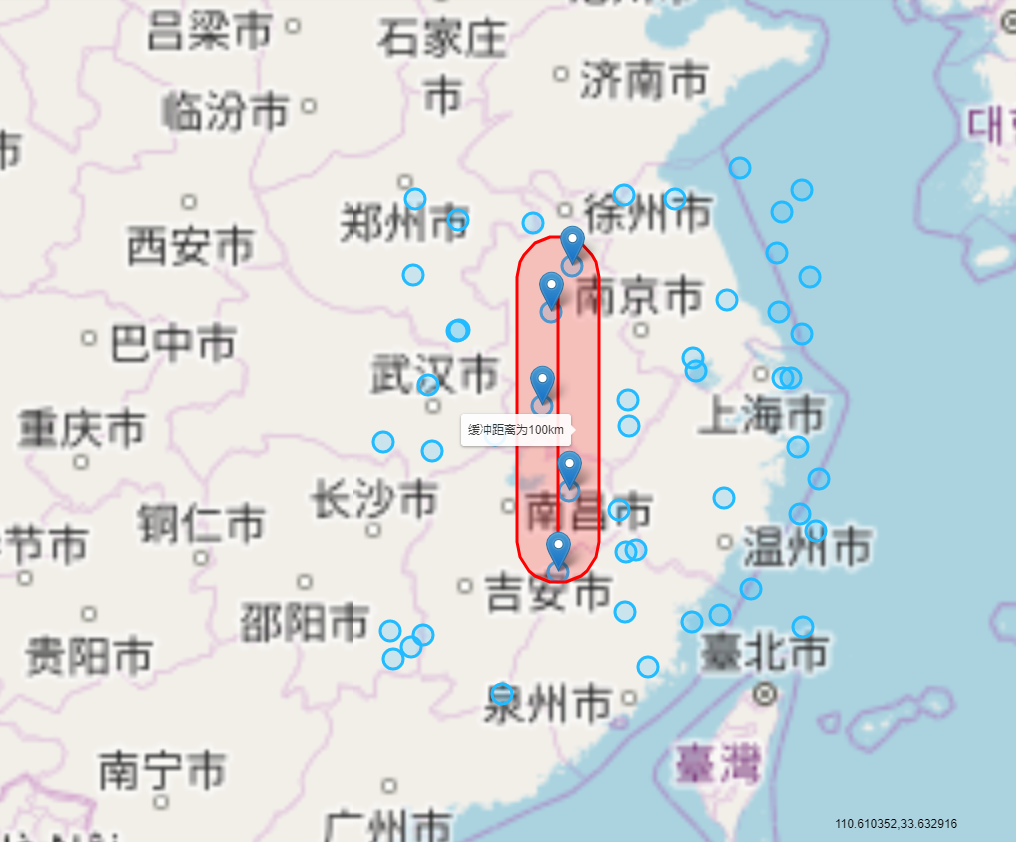 吕梁市
石家庄
市
济南市
临汾市
市
대한
郑州市
徐州市
西安市
南京市
巴中市
武汉市
上海市
重庆市
缓冲距离为100km
长沙市
南昌市
铜仁市
节市
温州市
吉安市
邵阳市
贵阳市
臺北市
泉州市
臺灣
南宁市
广州市
110.610352,33.632916